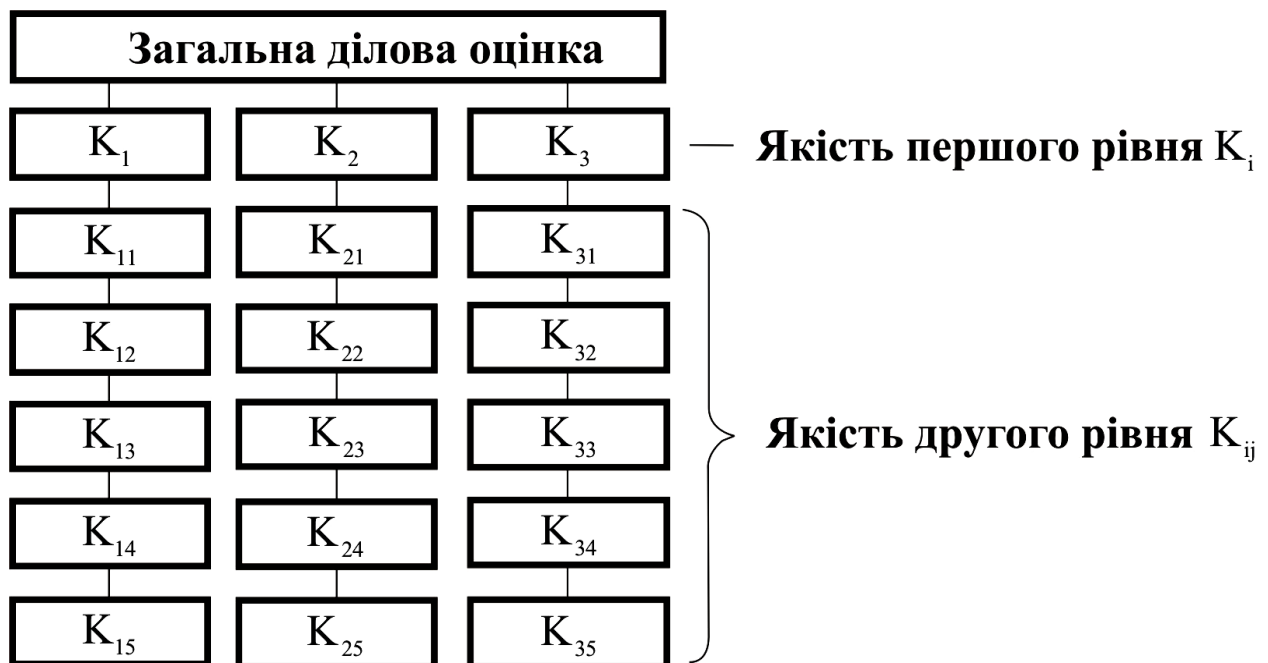 Загальна ділова оцінка
K₁ K₂ K₃ Якість першого рівня Kᵢ
K₁₁ K₂₁ K₃₁
K₁₂ K₂₂ K₃₂
K₁₃ K₂₃ K₃₃ Якість другого рівня Kᵢⱼ
K₁₄ K₂₄ K₃₄
K₁₅ K₂₅ K₃₅